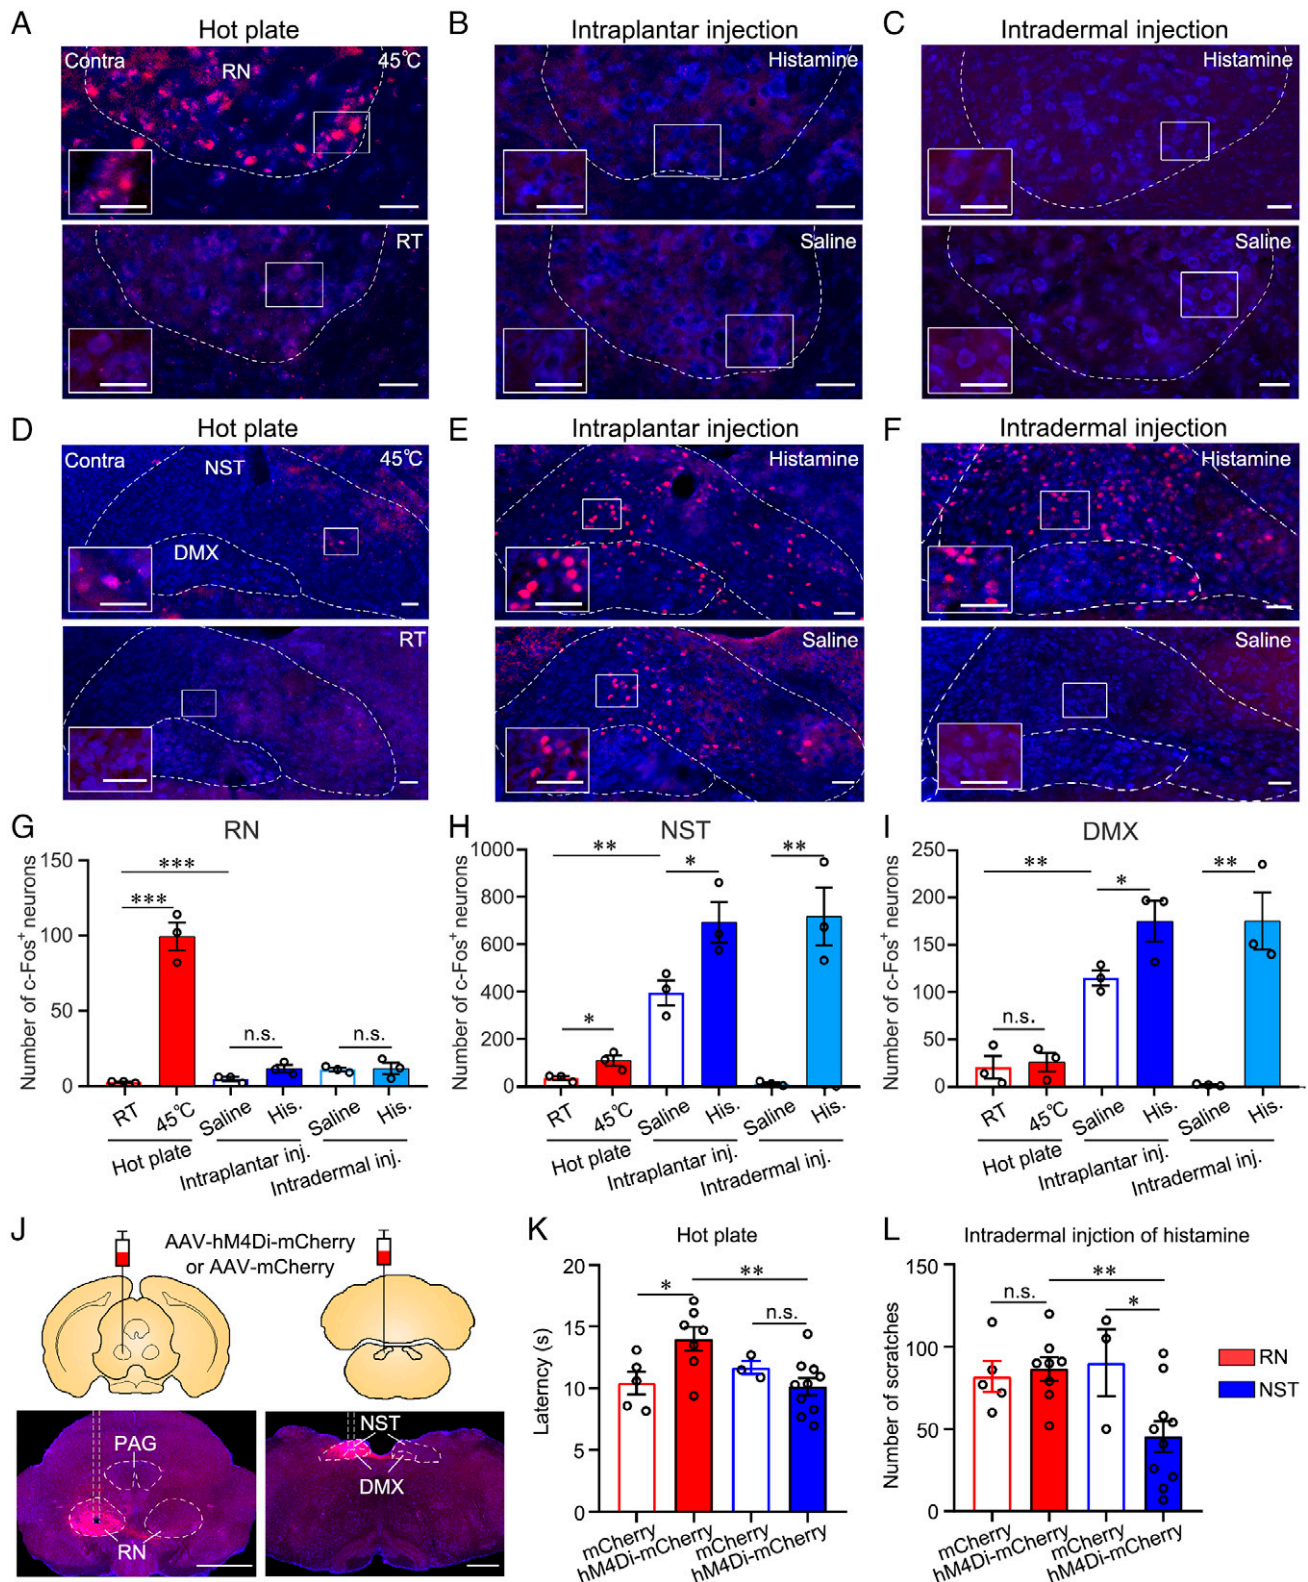 A Hot plate
Contra RN 45℃
RT
B Intraplantar injection
Histamine
Saline
C Intradermal injection
Histamine
Saline
D Hot plate
Contra NST 45℃
DMX
RT
E Intraplantar injection
Histamine
Saline
F Intradermal injection
Histamine
Saline
G RN
Number of c-Fos+ neurons
150
100
50
0
***
***
n.s.
n.s.
RT 45℃ Saline His. Saline His.
Hot plate Intraplantar inj. Intradermal inj.
H NST
Number of c-Fos+ neurons
1000
800
600
400
200
0
** * **
*
RT 45℃ Saline His. Saline His.
Hot plate Intraplantar inj. Intradermal inj.
I DMX
Number of c-Fos+ neurons
250
200
150
100
50
0
** * **
n.s.
RT 45℃ Saline His. Saline His.
Hot plate Intraplantar inj. Intradermal inj.
J AAV-hM4Di-mCherry
or AAV-mCherry
PAG
RN
NST
DMX
K Hot plate
Latency (s)
20
15
10
5
0
* **
n.s.
mCherry hM4Di-mCherry mCherry hM4Di-mCherry
L Intradermal injction of histamine
Number of scratches
150
100
50
0
n.s. **
*
mCherry hM4Di-mCherry mCherry hM4Di-mCherry
RN
NST